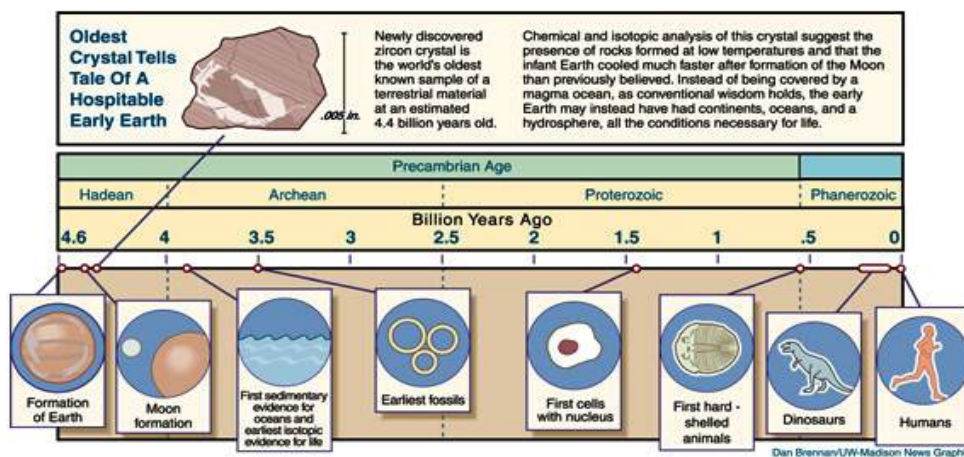 Oldest
Crystal Tells
Tale Of A
Hospitable
Early Earth
.005 in.
Newly discovered
zircon crystal is
the world's oldest
known sample of a
terrestrial material
at an estimated
4.4 billion years old.
Chemical and isotopic analysis of this crystal suggest the
presence of rocks formed at low temperatures and that the
infant Earth cooled much faster after formation of the Moon
than previously believed. Instead of being covered by a
magma ocean, as conventional wisdom holds, the early
Earth may instead have had continents, oceans, and a
hydrosphere, all the conditions necessary for life.
Precambrian Age
Hadean Archean Proterozoic Phanerozoic
Billion Years Ago
4.6 4 3.5 3 2.5 2 1.5 1 .5 0
Formation
of Earth
Moon
formation
First sedimentary
evidence for
oceans and
earliest isotopic
evidence for life
Earliest fossils
First cells
with nucleus
First hard -
shelled
animals
Dinosaurs
Humans
Dan Brennan/UW-Madison News Graph